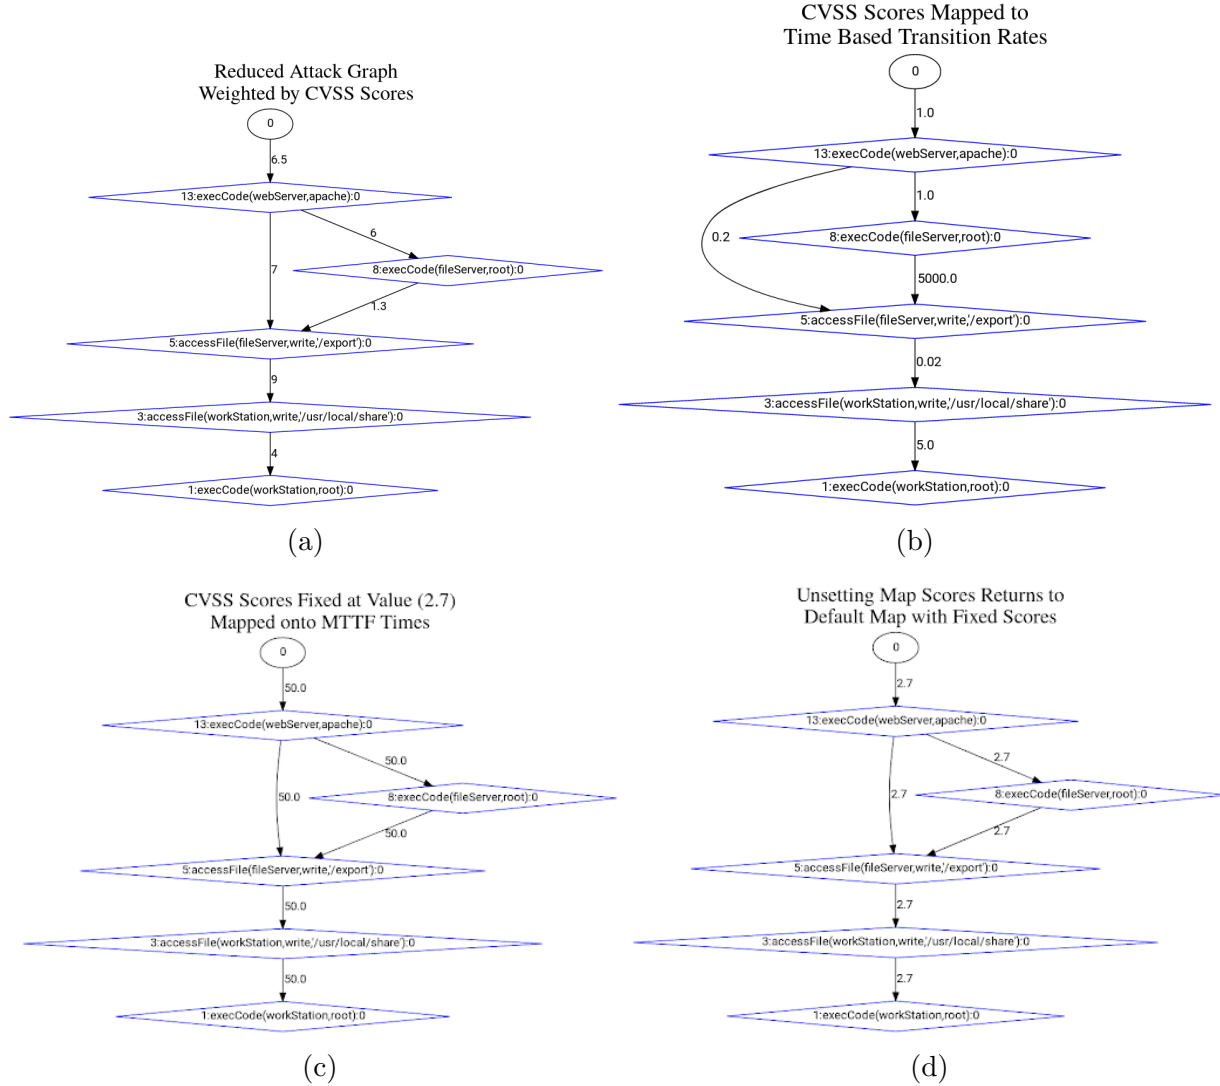 Reduced Attack Graph
Weighted by CVSS Scores
0
6.5
13:execCode(webServer,apache):0
6
7
8:execCode(fileServer,root):0
1.3
5:accessFile(fileServer,write,'/export'):0
9
3:accessFile(workStation,write,'/usr/local/share'):0
4
1:execCode(workStation,root):0
(a)
CVSS Scores Mapped to
Time Based Transition Rates
0
1.0
13:execCode(webServer,apache):0
1.0
0.2
8:execCode(fileServer,root):0
5000.0
5:accessFile(fileServer,write,'/export'):0
0.02
3:accessFile(workStation,write,'/usr/local/share'):0
5.0
1:execCode(workStation,root):0
(b)
CVSS Scores Fixed at Value (2.7)
Mapped onto MTTF Times
0
50.0
13:execCode(webServer,apache):0
50.0
50.0
8:execCode(fileServer,root):0
50.0
5:accessFile(fileServer,write,'/export'):0
50.0
3:accessFile(workStation,write,'/usr/local/share'):0
50.0
1:execCode(workStation,root):0
(c)
Unsetting Map Scores Returns to
Default Map with Fixed Scores
0
2.7
13:execCode(webServer,apache):0
2.7
2.7
8:execCode(fileServer,root):0
2.7
5:accessFile(fileServer,write,'/export'):0
2.7
3:accessFile(workStation,write,'/usr/local/share'):0
2.7
1:execCode(workStation,root):0
(d)